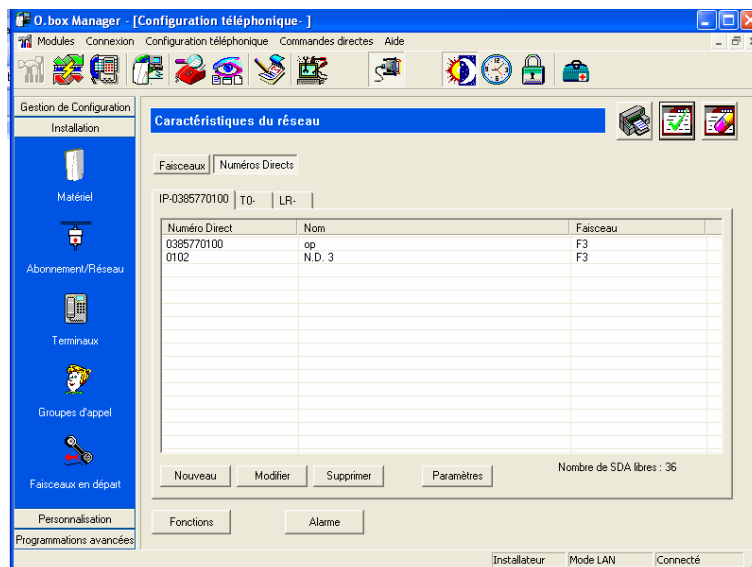 O.box Manager - [Configuration téléphonique- ]
Modules Connexion Configuration téléphonique Commandes directes Aide
Gestion de Configuration
Installation
Matériel
Abonnement/Réseau
Terminaux
Groupes d'appel
Faisceaux en départ
Personnalisation
Programmations avancées
Caractéristiques du réseau
Faisceaux Numéros Directs
IP-0385770100 T0- LR-
Numéro Direct Nom Faisceau
0385770100 op F3
0102 N.D. 3 F3
Nouveau Modifier Supprimer Paramètres Nombre de SDA libres : 36
Fonctions Alarme
Installateur Mode LAN Connecté